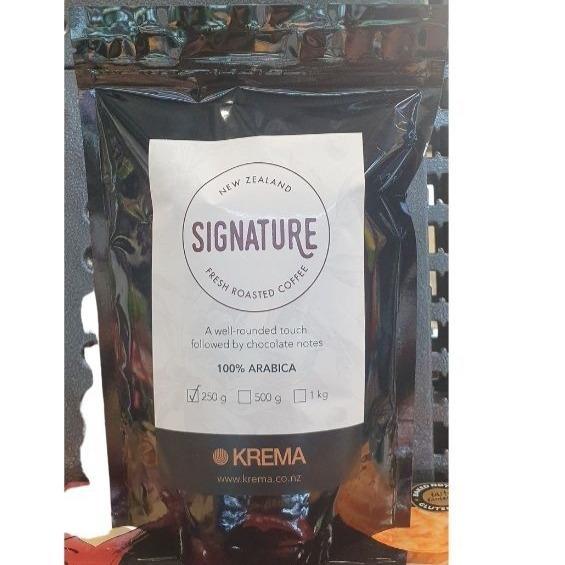 NEW ZEALAND
SIGNATURE
FRESH ROASTED COFFEE
A well-rounded touch
followed by chocolate notes
100% ARABICA
250 g 500 g 1 kg
KREMA
www.krema.co.nz